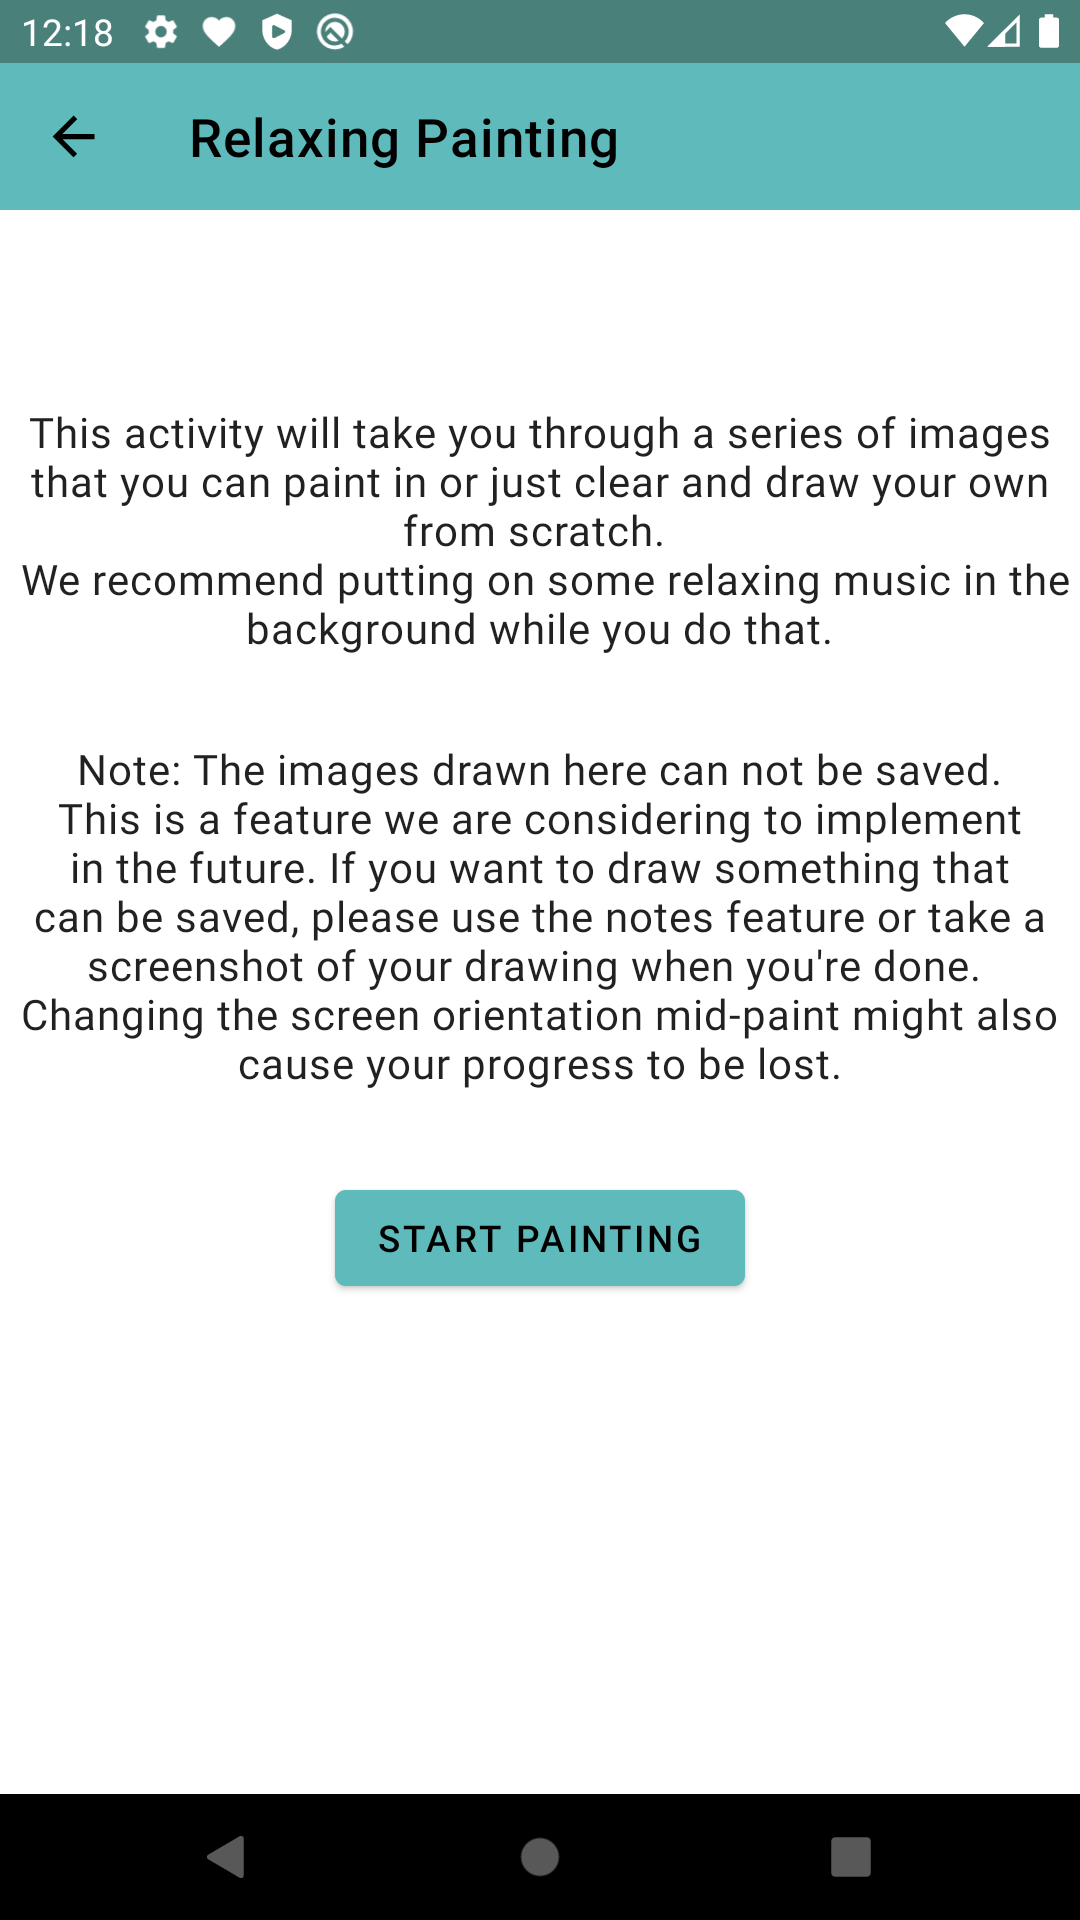 12:18
Relaxing Painting
This activity will take you through a series of images
that you can paint in or just clear and draw your own
from scratch.
We recommend putting on some relaxing music in the
background while you do that.
Note: The images drawn here can not be saved.
This is a feature we are considering to implement
in the future. If you want to draw something that
can be saved, please use the notes feature or take a
screenshot of your drawing when you're done.
Changing the screen orientation mid-paint might also
cause your progress to be lost.
START PAINTING